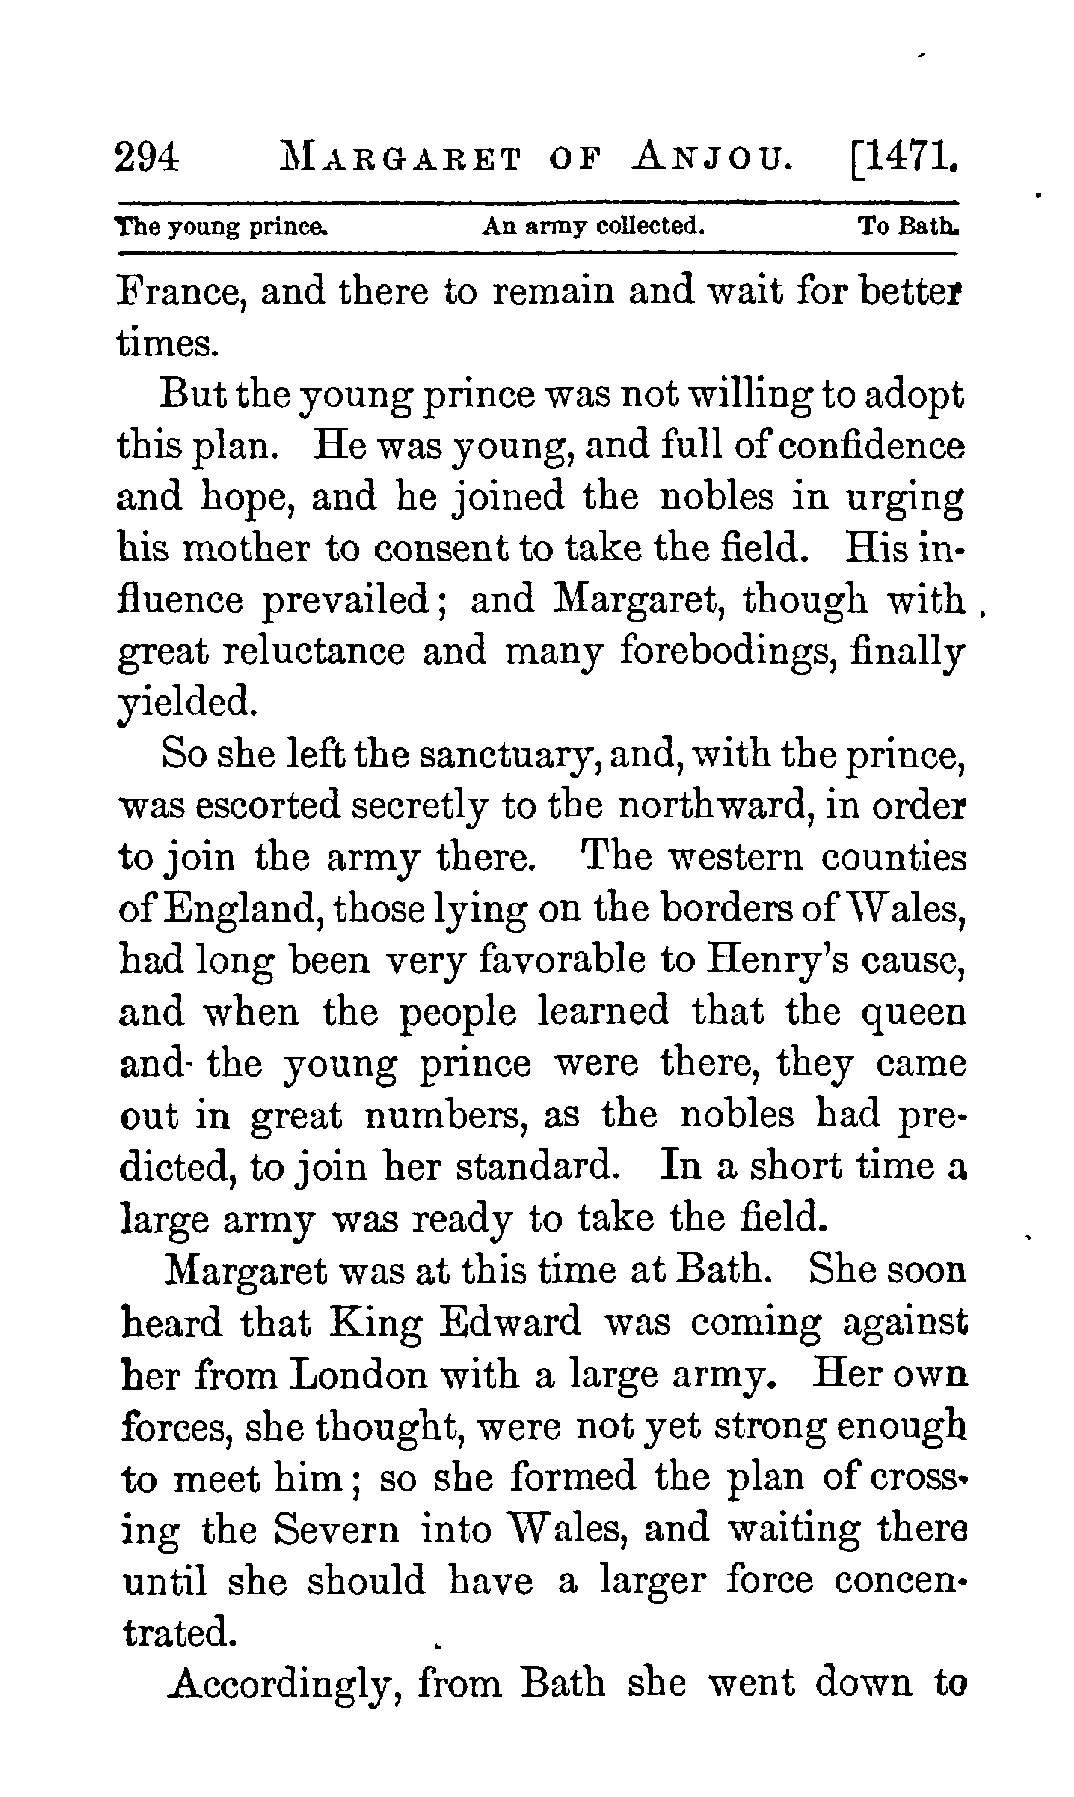 294 MARGARET OF ANJOU. [1471.
The young prince. An army collected. To Bath.
France, and there to remain and wait for better
times.
But the young prince was not willing to adopt
this plan. He was young, and full of confidence
and hope, and he joined the nobles in urging
his mother to consent to take the field. His in-
fluence prevailed; and Margaret, though with
great reluctance and many forebodings, finally
yielded.
So she left the sanctuary, and, with the prince,
was escorted secretly to the northward, in order
to join the army there. The western counties
of England, those lying on the borders of Wales,
had long been very favorable to Henry's cause,
and when the people learned that the queen
and the young prince were there, they came
out in great numbers, as the nobles had pre-
dicted, to join her standard. In a short time a
large army was ready to take the field.
Margaret was at this time at Bath. She soon
heard that King Edward was coming against
her from London with a large army. Her own
forces, she thought, were not yet strong enough
to meet him; so she formed the plan of cross-
ing the Severn into Wales, and waiting there
until she should have a larger force concen-
trated.
Accordingly, from Bath she went down to